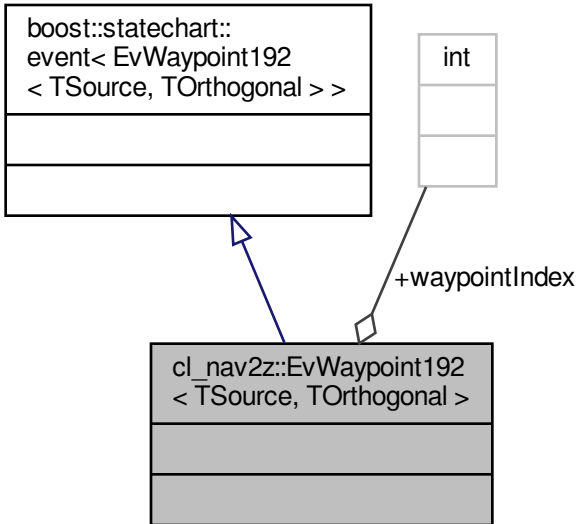 boost::statechart::
event< EvWaypoint192
< TSource, TOrthogonal > >
int
+waypointIndex
cl_nav2z::EvWaypoint192
< TSource, TOrthogonal >